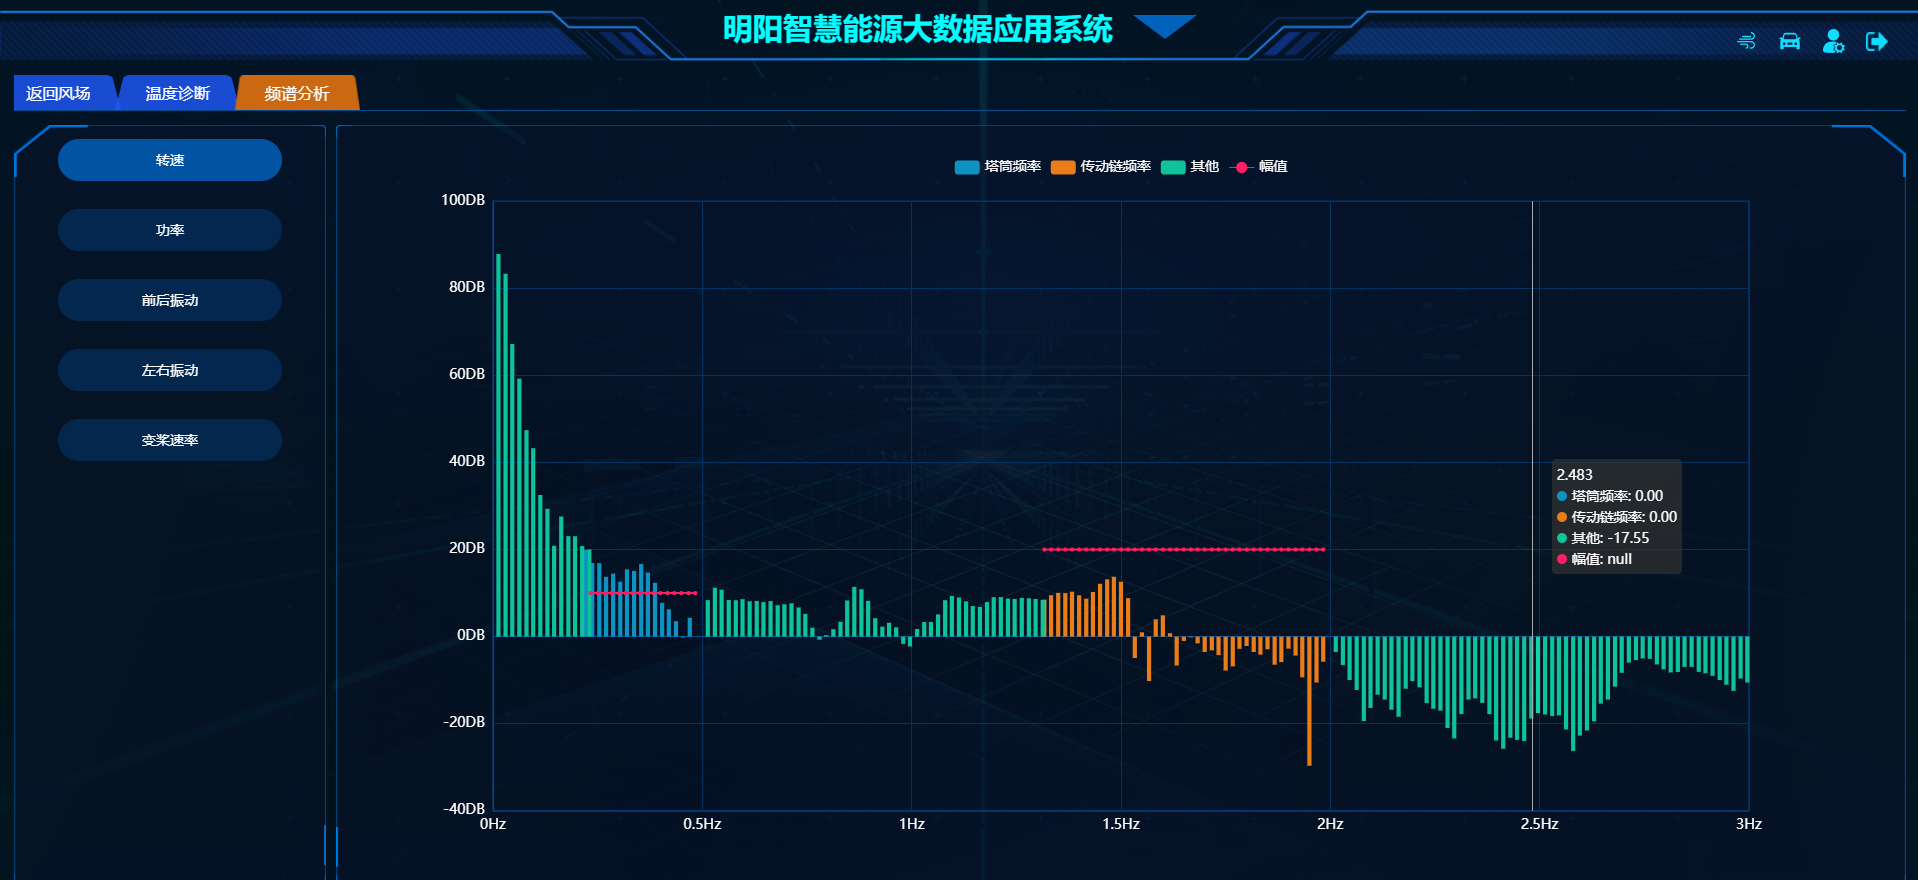 明阳智慧能源大数据应用系统
返回风场
温度诊断
频谱分析
转速
功率
前后振动
左右振动
变桨速率
塔筒频率
传动链频率
其他
幅值
100DB
80DB
60DB
40DB
20DB
0DB
-20DB
-40DB
0Hz
0.5Hz
1Hz
1.5Hz
2Hz
2.5Hz
3Hz
2.483
塔筒频率: 0.00
传动链频率: 0.00
其他: -17.55
幅值: null